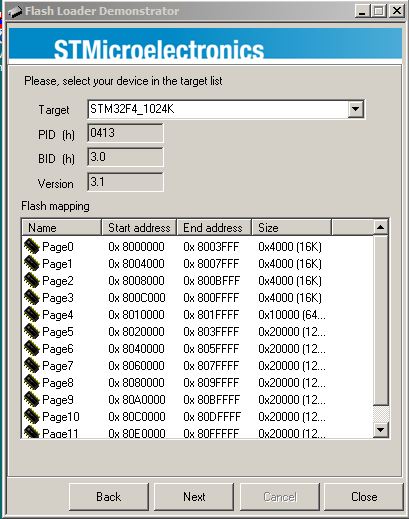 Flash Loader Demonstrator
STMicroelectronics
Please, select your device in the target list
Target STM32F4_1024K
PID (h) 0413
BID (h) 3.0
Version 3.1
Flash mapping
Name Start address End address Size
Page0 0x 8000000 0x 8003FFF 0x4000 (16K)
Page1 0x 8004000 0x 8007FFF 0x4000 (16K)
Page2 0x 8008000 0x 800BFFF 0x4000 (16K)
Page3 0x 800C000 0x 800FFFF 0x4000 (16K)
Page4 0x 8010000 0x 801FFFF 0x10000 (64...
Page5 0x 8020000 0x 803FFFF 0x20000 (12...
Page6 0x 8040000 0x 805FFFF 0x20000 (12...
Page7 0x 8060000 0x 807FFFF 0x20000 (12...
Page8 0x 8080000 0x 809FFFF 0x20000 (12...
Page9 0x 80A0000 0x 80BFFFF 0x20000 (12...
Page10 0x 80C0000 0x 80DFFFF 0x20000 (12...
Page11 0x 80E0000 0x 80FFFFF 0x20000 (12...
Back Next Cancel Close